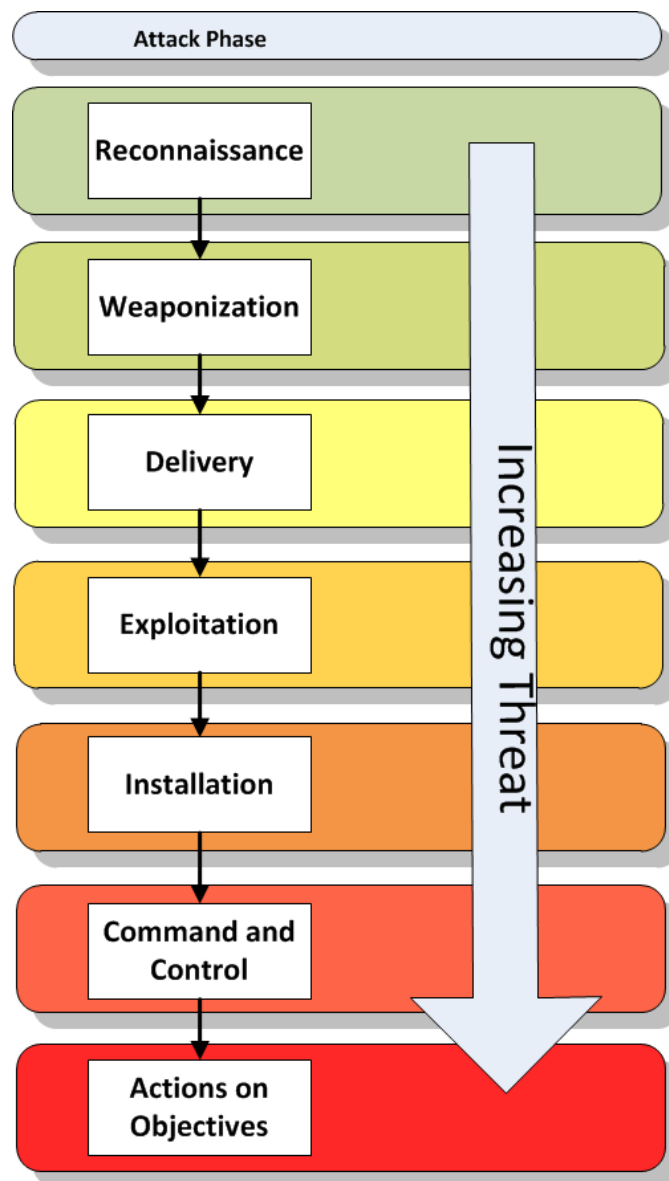 Attack Phase
Reconnaissance
Weaponization
Delivery
Exploitation
Installation
Command and
Control
Actions on
Objectives
Increasing Threat